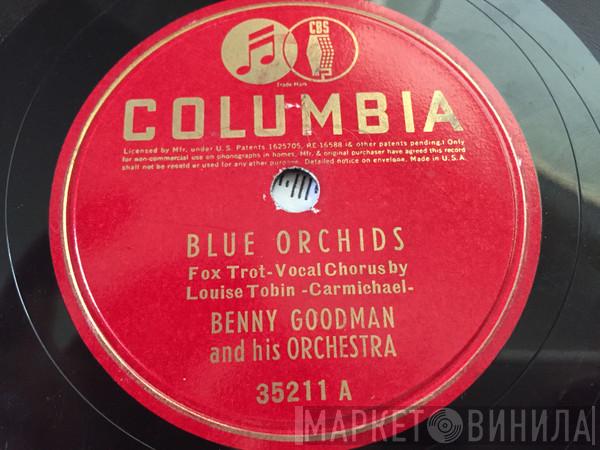 CBS
Trade Mark
COLUMBIA
Licensed by Mfr. under U.S. Patents 1625705, RE-16588 (& other patents pending.) Only
for non-commercial use on phonographs in homes. Mfr. & original purchaser have agreed this record
shall not be resold or used for any other purpose. Detailed notice on envelope. Made in U.S.A.
BLUE ORCHIDS
Fox Trot-Vocal Chorus by
Louise Tobin -Carmichael-
BENNY GOODMAN
and his ORCHESTRA
35211 A
МАРКЕТ ВИНИЛА